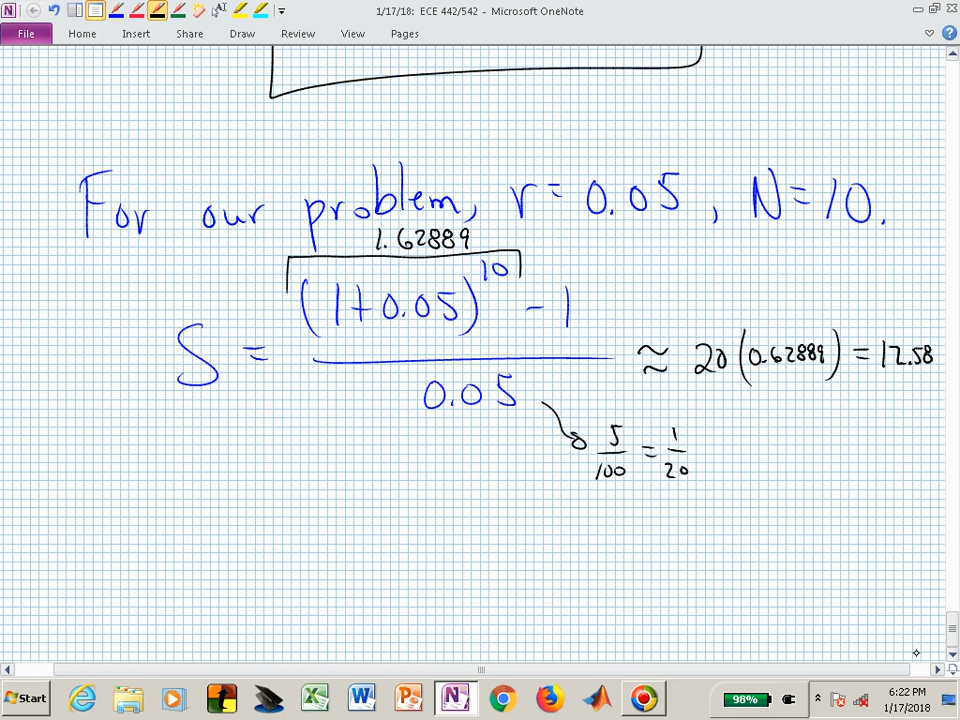 1/17/18: ECE 442/542 - Microsoft OneNote
File Home Insert Share Draw Review View Pages
For our problem, r = 0.05, N = 10.
1.62889
S = ((1+0.05)^10 - 1) / 0.05 ≈ 20(0.62889) = 12.58
5/100 = 1/20
Start
98%
6:22 PM
1/17/2018